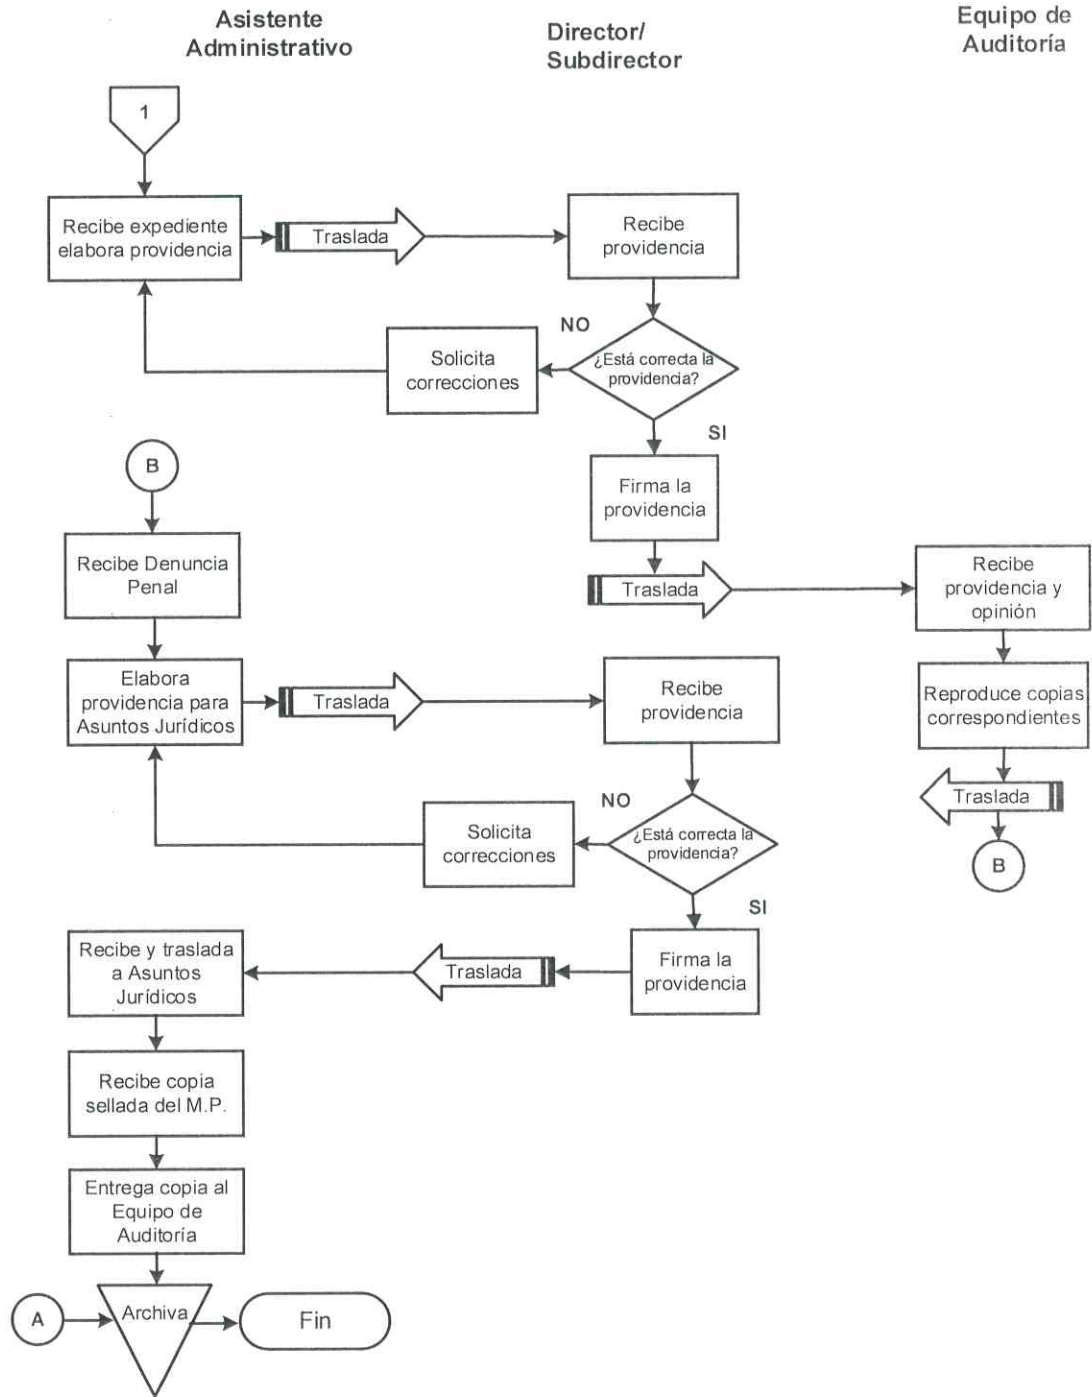 Asistente
Administrativo
Director/
Subdirector
Equipo de
Auditoría
1
Recibe expediente
elabora providencia
Traslada
Recibe
providencia
NO
Solicita
correcciones
¿Está correcta la
providencia?
SI
B
Firma la
providencia
Recibe Denuncia
Penal
Traslada
Recibe
providencia y
opinión
Elabora
providencia para
Asuntos Jurídicos
Traslada
Recibe
providencia
Reproduce copias
correspondientes
Traslada
NO
Solicita
correcciones
¿Está correcta la
providencia?
B
SI
Recibe y traslada
a Asuntos
Jurídicos
Traslada
Firma la
providencia
Recibe copia
sellada del M.P.
Entrega copia al
Equipo de
Auditoría
A
Archiva
Fin